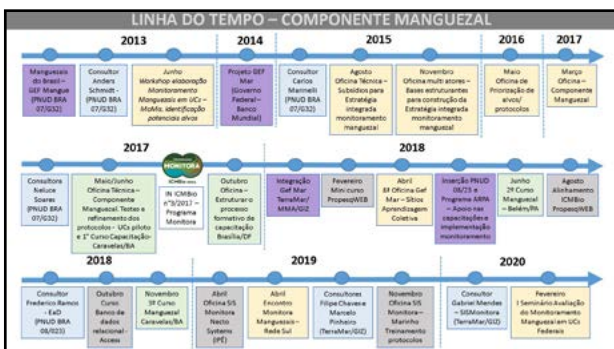 LINHA DO TEMPO – COMPONENTE MANGUEZAL
2013
2014
2015
2016
2017
Manguezais
do Brasil –
GEF Mangue
(PNUD BRA
07/G32)
Consultor
Anders
Schmidt -
(PNUD BRA
07/G32)
Junho
Workshop elaboração
Monitoramento
Manguezais em UCs –
MaMa. identificação
potenciais alvos
Projeto GEF
Mar
(Governo
Federal –
Banco
Mundial)
Consultor
Carlos
Marinelli
(PNUD BRA
07/G32)
Agosto
Oficina Técnica –
Subsídios para
Estratégia
integrada
monitoramento
manguezal
Novembro
Oficina multi atores –
Bases estruturantes
para construção da
Estratégia integrada
monitoramento
manguezal
Maio
Oficina de
Priorização de
alvos/
protocolos
Março
Oficina –
Componente
Manguezal
2017
2018
Consultora
Neluce
Soares
(PNUD BRA
07/G32)
Maio/Junho
Oficina Técnica –
Componente
Manguezal. Testes e
refinamento dos
protocolos - UCs piloto
e 1º Curso Capacitação-
Caravelas/BA
MONITORA
IN ICMBio
nº3/2017 –
Programa
Monitora
Outubro
Oficina –
Estruturar o
processo
formativo de
capacitação
Brasília/DF
Integração
Gef Mar
TerraMar/
MMA/GIZ
Fevereiro
Mini curso
PropesqWEB
Abril
8ª Oficina Gef
Mar – Sítios
Aprendizagem
Coletiva
Inserção PNUD
08/23 e
Programa ARPA
– Apoio nas
capacitação e
implementação
monitoramento
Junho
2º Curso
Manguezal –
Belém/PA
Agosto
Alinhamento
ICMBio
PropesqWEB
2018
2019
2020
Consultor
Frederico
Ramos -
EaD
(PNUD BRA
08/023)
Outubro
Curso
Banco de
dados
relacional -
Access
Novembro
3º Curso
Manguezal
Caravelas/BA
Abril
Oficina SIS
Monitora
Necto
Systems
(IPÊ)
Abril
Encontro
Monitora
Manguezais –
Rede Sul
Consultores
Filipe Chaves e
Marcelo
Pinheiro
(TerraMar/GIZ)
Novembro
Oficina SIS
Monitora –
Marinho
Treinamento
protocolos
Consultor
Gabriel Mendes
– SISMonitora
(TerraMar/GIZ)
Fevereiro
I Seminário Avaliação
do Monitoramento
Manguezal em UCs
Federais